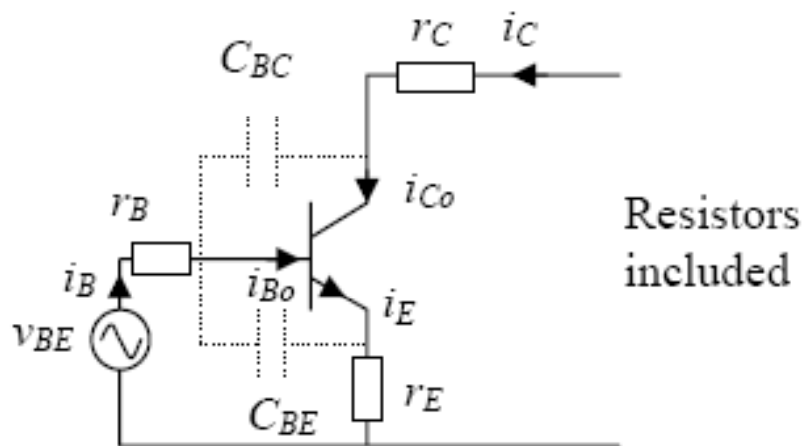 r_C
i_C
C_BC
i_Co
r_B
Resistors
included
i_B
i_Bo
i_E
v_BE
r_E
C_BE